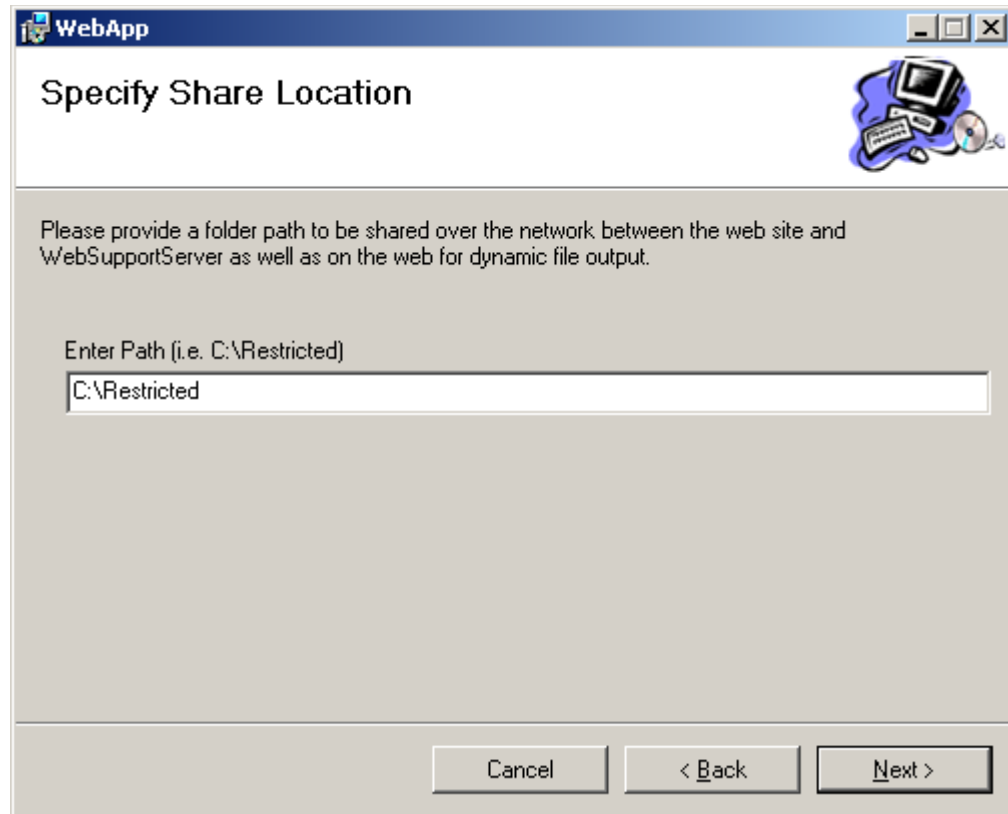 WebApp
Specify Share Location
Please provide a folder path to be shared over the network between the web site and
WebSupportServer as well as on the web for dynamic file output.
Enter Path (i.e. C:\Restricted)
C:\Restricted
Cancel
< Back
Next >